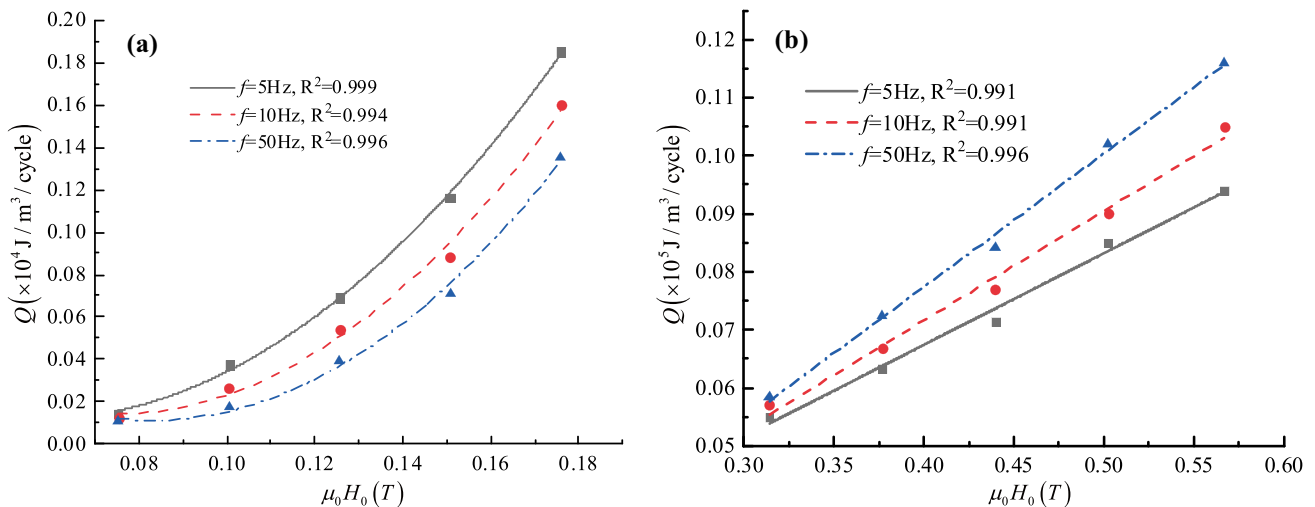 (a)
f=5Hz, R²=0.999
f=10Hz, R²=0.994
f=50Hz, R²=0.996
Q(×10⁴ J / m³ / cycle)
0.20
0.18
0.16
0.14
0.12
0.10
0.08
0.06
0.04
0.02
0.00
0.08 0.10 0.12 0.14 0.16 0.18
μ₀H₀(T)
(b)
f=5Hz, R²=0.991
f=10Hz, R²=0.991
f=50Hz, R²=0.996
Q(×10⁵ J / m³ / cycle)
0.12
0.11
0.10
0.09
0.08
0.07
0.06
0.05
0.30 0.35 0.40 0.45 0.50 0.55 0.60
μ₀H₀(T)